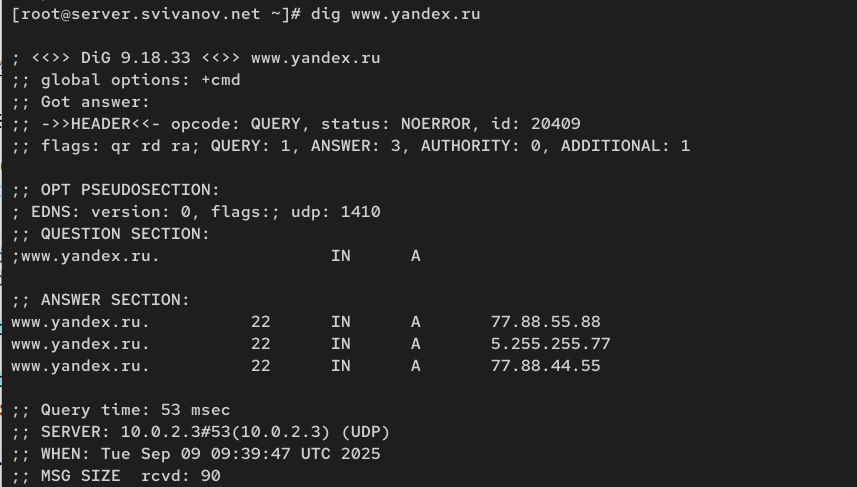 [root@server.svivanov.net ~]# dig www.yandex.ru

; <<>> DiG 9.18.33 <<>> www.yandex.ru
;; global options: +cmd
;; Got answer:
;; ->>HEADER<<- opcode: QUERY, status: NOERROR, id: 20409
;; flags: qr rd ra; QUERY: 1, ANSWER: 3, AUTHORITY: 0, ADDITIONAL: 1

;; OPT PSEUDOSECTION:
; EDNS: version: 0, flags:; udp: 1410
;; QUESTION SECTION:
;www.yandex.ru.                 IN      A

;; ANSWER SECTION:
www.yandex.ru.          22      IN      A       77.88.55.88
www.yandex.ru.          22      IN      A       5.255.255.77
www.yandex.ru.          22      IN      A       77.88.44.55

;; Query time: 53 msec
;; SERVER: 10.0.2.3#53(10.0.2.3) (UDP)
;; WHEN: Tue Sep 09 09:39:47 UTC 2025
;; MSG SIZE  rcvd: 90